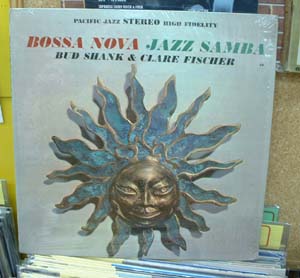 PACIFIC JAZZ STEREO HIGH FIDELITY
BOSSA NOVA JAZZ SAMBA
BUD SHANK & CLARE FISCHER